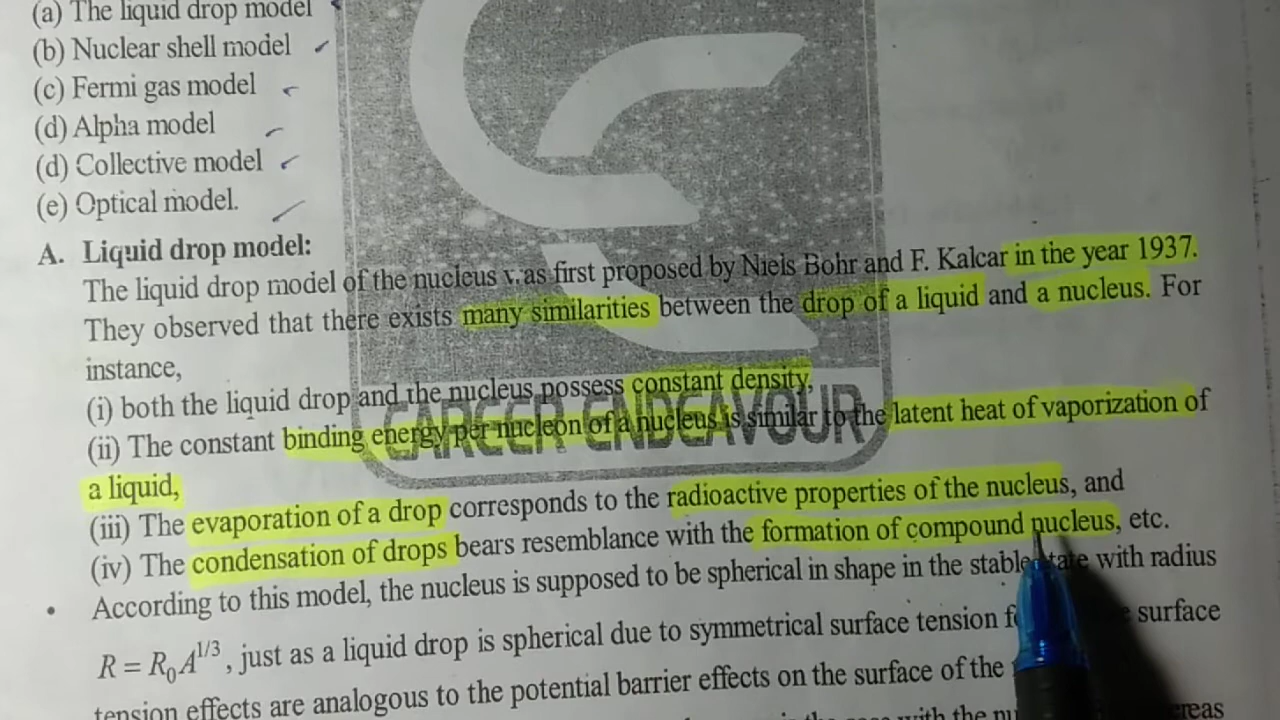 (a) The liquid drop model
(b) Nuclear shell model
(c) Fermi gas model
(d) Alpha model
(d) Collective model
(e) Optical model.
A. Liquid drop model:
The liquid drop model of the nucleus was first proposed by Niels Bohr and F. Kalcar in the year 1937.
They observed that there exists many similarities between the drop of a liquid and a nucleus. For
instance,
(i) both the liquid drop and the nucleus possess constant density,
(ii) The constant binding energy per nucleon of a nucleus is similar to the latent heat of vaporization of
a liquid,
(iii) The evaporation of a drop corresponds to the radioactive properties of the nucleus, and
(iv) The condensation of drops bears resemblance with the formation of compound nucleus, etc.
• According to this model, the nucleus is supposed to be spherical in shape in the stable state with radius
R = R₀A^{1/3}, just as a liquid drop is spherical due to symmetrical surface tension surface
tension effects are analogous to the potential barrier effects on the surface of the
CAREER ENDEAVOUR